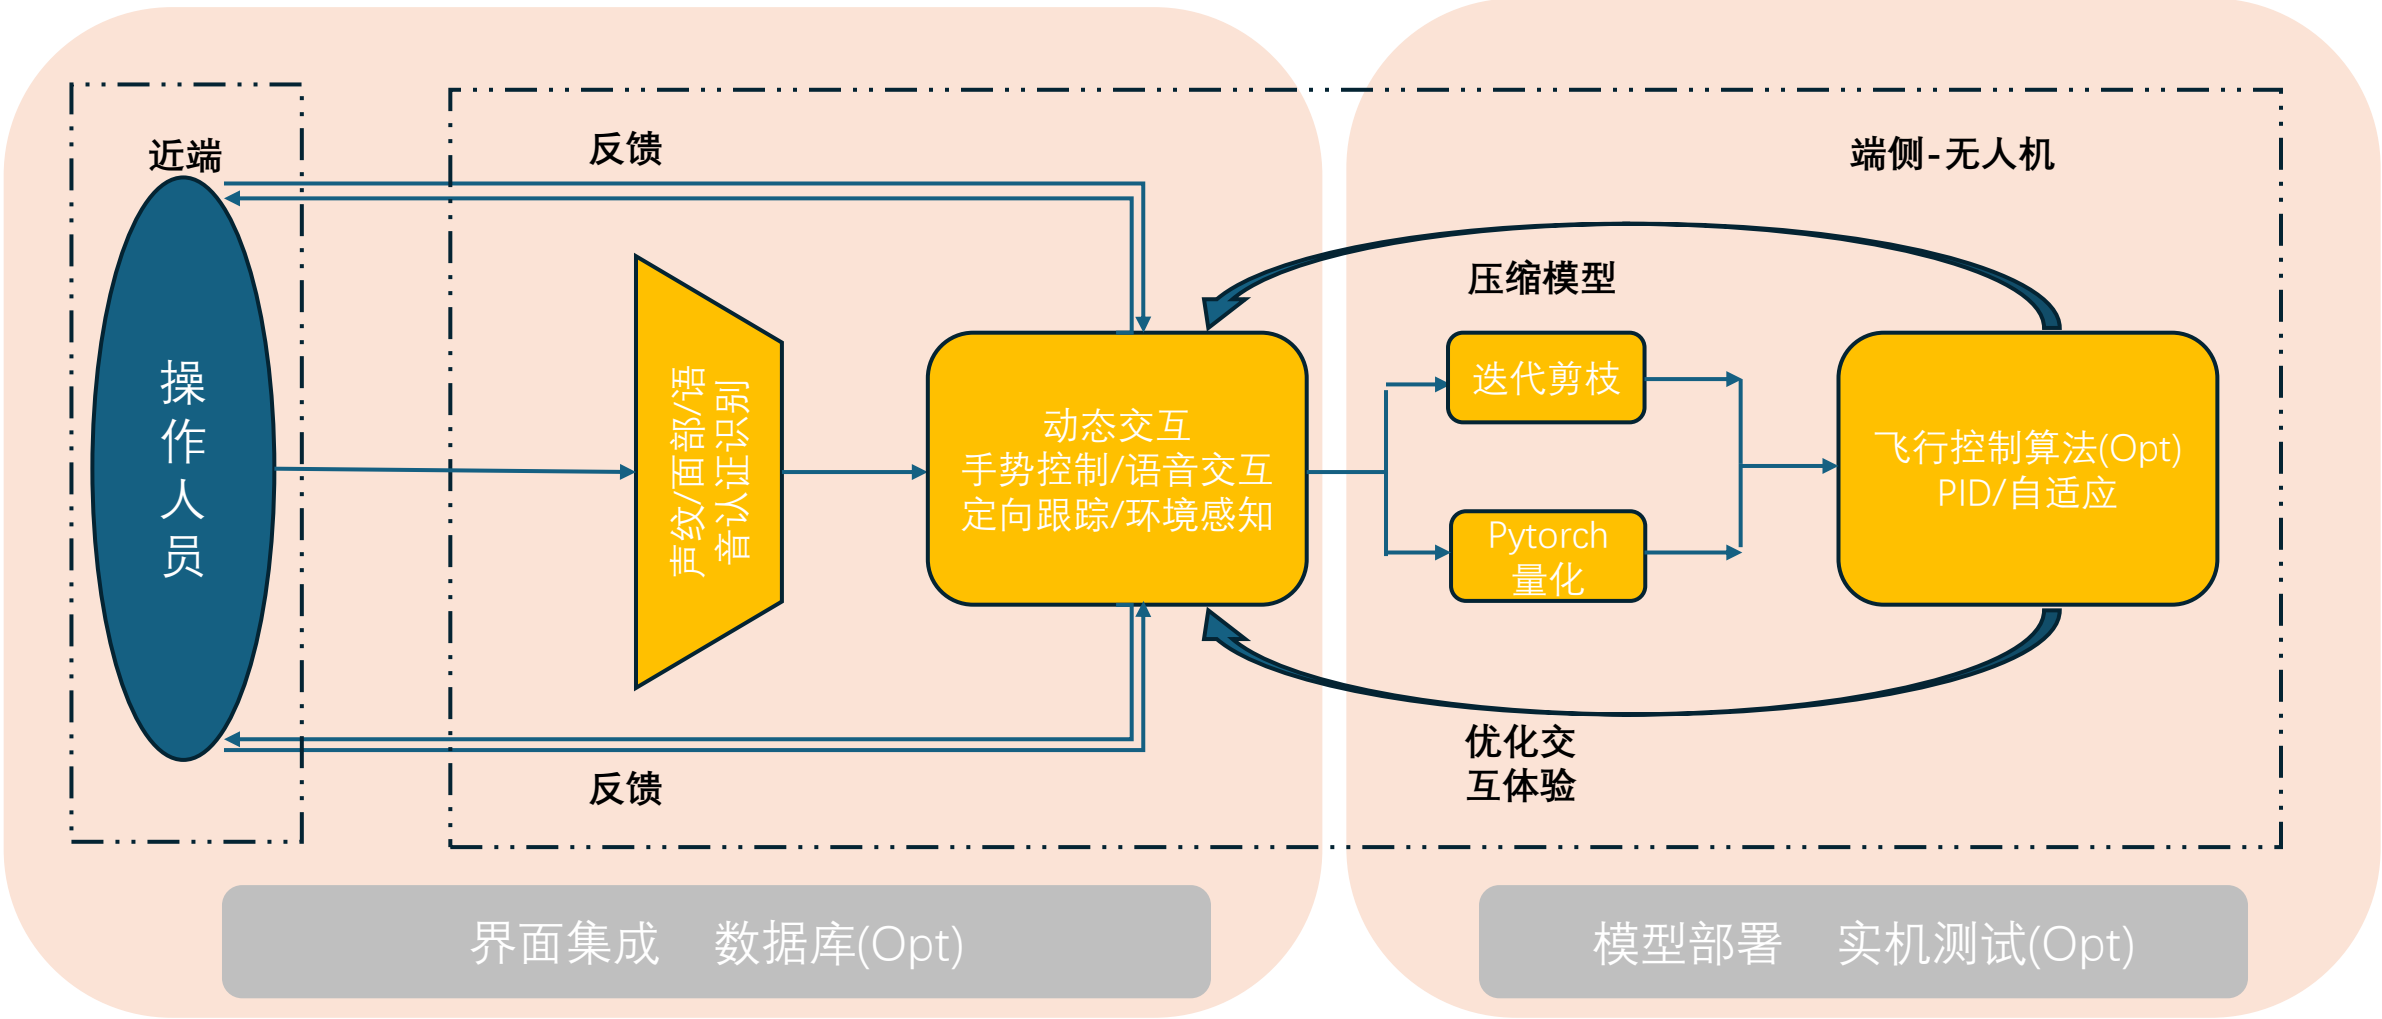 近端
反馈
端侧-无人机
操
作
人
员
声纹/面部/语
音认证识别
动态交互
手势控制/语音交互
定向跟踪/环境感知
压缩模型
迭代剪枝
Pytorch
量化
飞行控制算法(Opt)
PID/自适应
反馈
优化交
互体验
界面集成 数据库(Opt)
模型部署 实机测试(Opt)